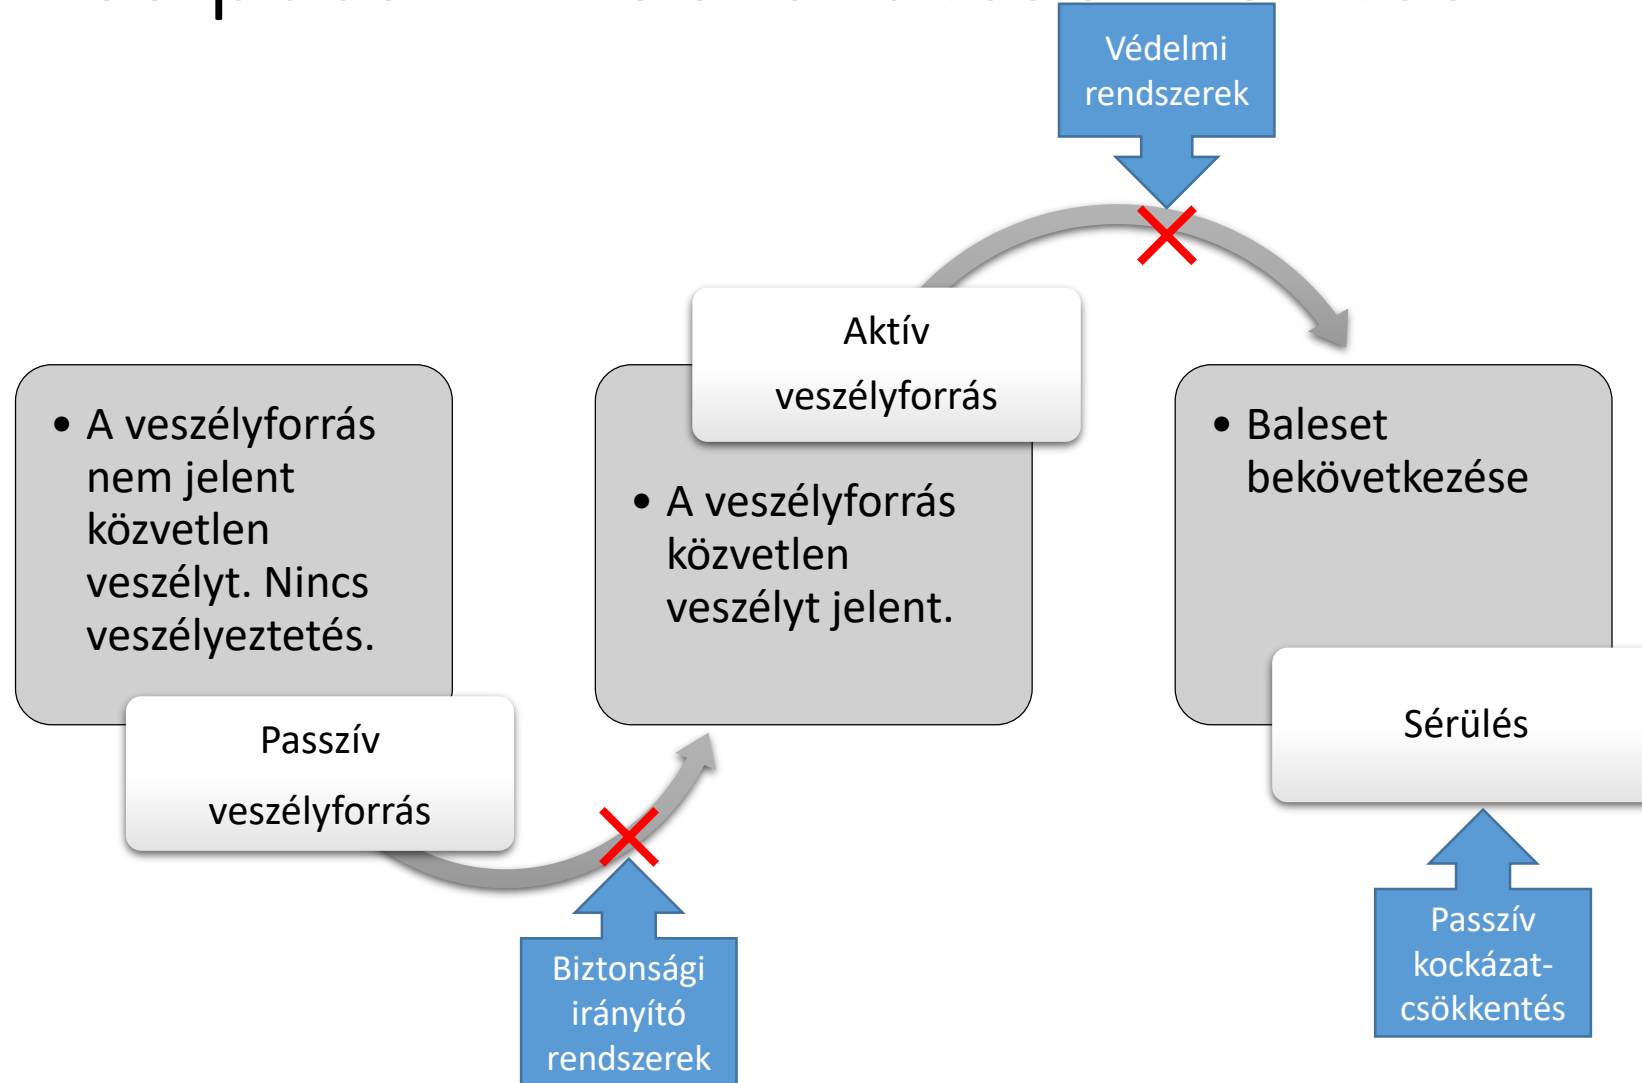 Védelmi
rendszerek
Aktív
veszélyforrás
• A veszélyforrás
nem jelent
közvetlen
veszélyt. Nincs
veszélyeztetés.
• A veszélyforrás
közvetlen
veszélyt jelent.
• Baleset
bekövetkezése
Passzív
veszélyforrás
Sérülés
Biztonsági
irányító
rendszerek
Passzív
kockázat-
csökkentés